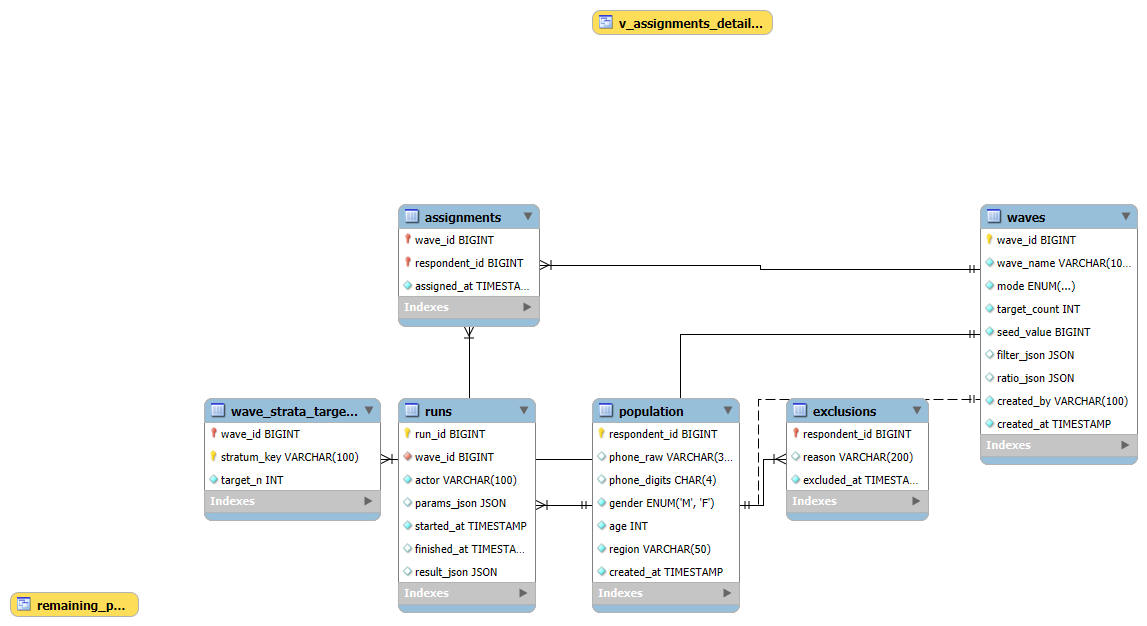 v_assignments_detail...
assignments
wave_id BIGINT
respondent_id BIGINT
assigned_at TIMESTA...
Indexes
waves
wave_id BIGINT
wave_name VARCHAR(10...
mode ENUM(...)
target_count INT
seed_value BIGINT
filter_json JSON
ratio_json JSON
created_by VARCHAR(100)
created_at TIMESTAMP
Indexes
wave_strata_targe...
wave_id BIGINT
stratum_key VARCHAR(100)
target_n INT
Indexes
runs
run_id BIGINT
wave_id BIGINT
actor VARCHAR(100)
params_json JSON
started_at TIMESTAMP
finished_at TIMESTA...
result_json JSON
Indexes
population
respondent_id BIGINT
phone_raw VARCHAR(3...
phone_digits CHAR(4)
gender ENUM('M', 'F')
age INT
region VARCHAR(50)
created_at TIMESTAMP
Indexes
exclusions
respondent_id BIGINT
reason VARCHAR(200)
excluded_at TIMESTA...
Indexes
remaining_p...